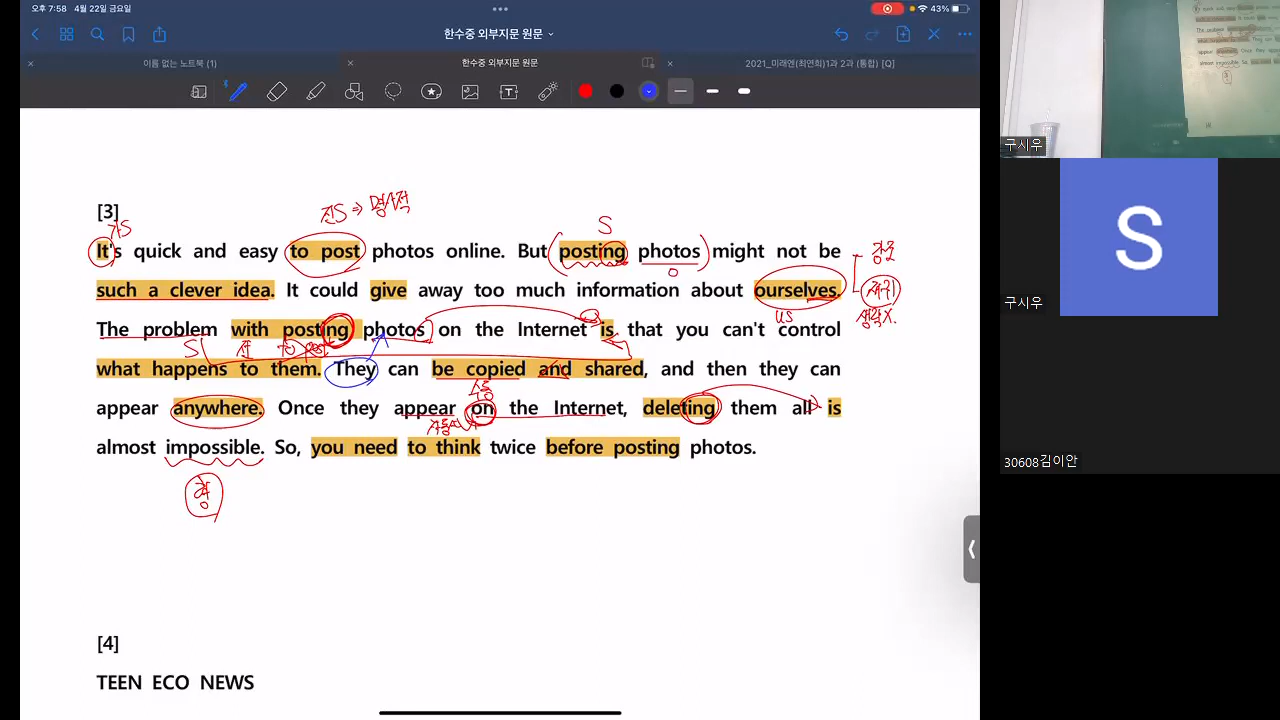 오후 7:58 4월 22일 금요일
43%
한수중 외부지문 원문
이름 없는 노트북 (1)
한수중 외부지문 원문
2021_미래엔(최연희)1과 2과 (통합) [Q]
[3]
가S
진S ⇒ 명사적
S
It's quick and easy to post photos online. But posting photos might not be
O
강조
such a clever idea. It could give away too much information about ourselves.
재귀
us
생략X.
The problem with posting photos on the Internet is that you can't control
S 전 to post
what happens to them. They can be copied and shared, and then they can
수동
appear anywhere. Once they appear on the Internet, deleting them all is
almost impossible. So, you need to think twice before posting photos.
형
[4]
TEEN ECO NEWS
구시우
S
구시우
30608김이안